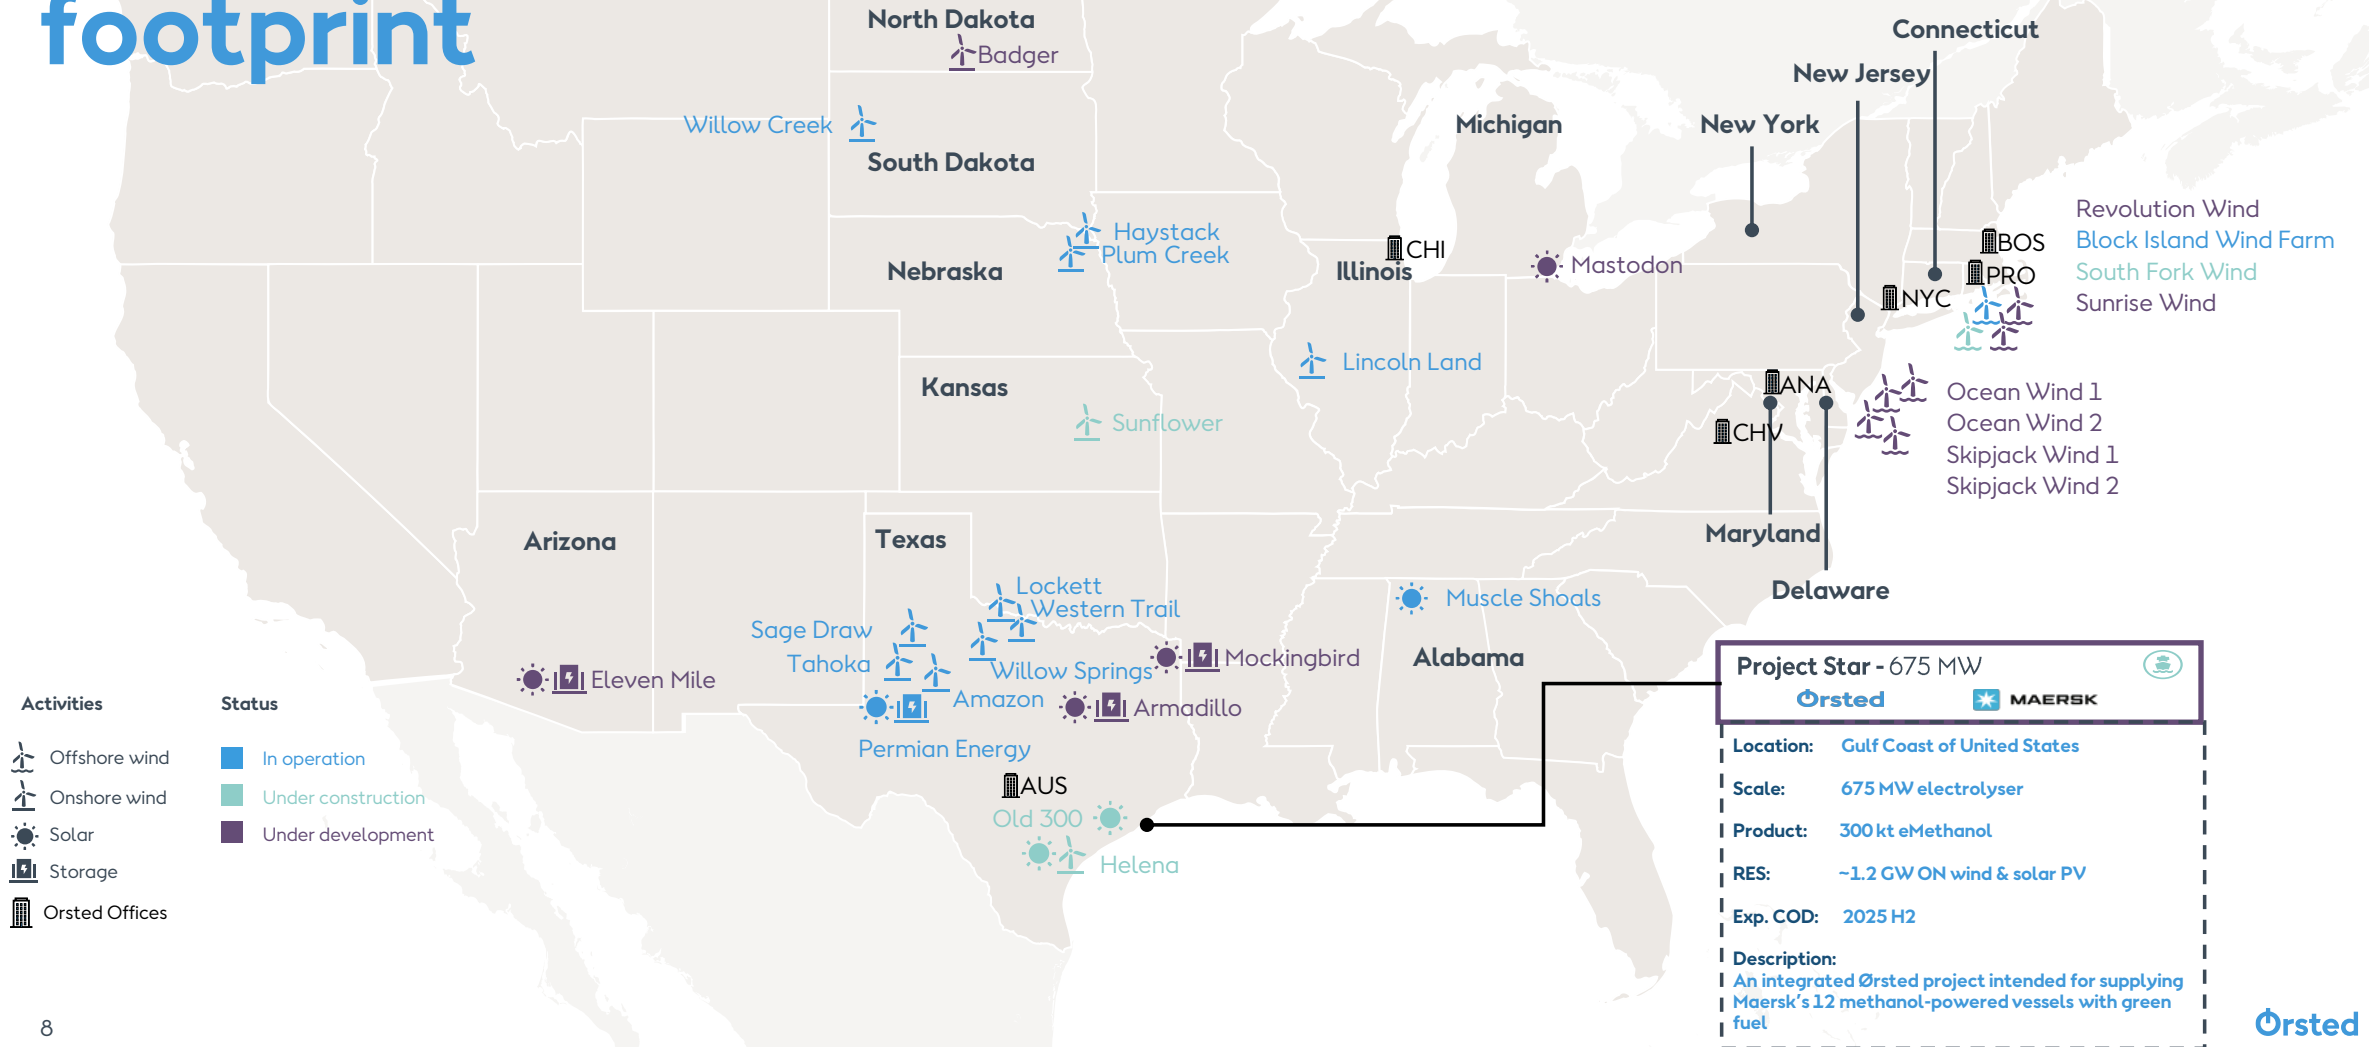 footprint
North Dakota
Badger
Connecticut
New Jersey
Willow Creek
Michigan
New York
South Dakota
Revolution Wind
Block Island Wind Farm
South Fork Wind
Sunrise Wind
Haystack
Plum Creek
Nebraska
CHI
Illinois
Mastodon
BOS
PRO
NYC
Lincoln Land
Kansas
Sunflower
ANA
CHV
Ocean Wind 1
Ocean Wind 2
Skipjack Wind 1
Skipjack Wind 2
Arizona
Texas
Maryland
Delaware
Lockett
Western Trail
Sage Draw
Tahoka
Willow Springs
Muscle Shoals
Mockingbird
Alabama
Eleven Mile
Amazon
Armadillo
Permian Energy
AUS
Old 300
Helena
Activities
Offshore wind
Onshore wind
Solar
Storage
Orsted Offices
Status
In operation
Under construction
Under development
Project Star - 675 MW
Orsted MAERSK
Location: Gulf Coast of United States
Scale: 675 MW electrolyser
Product: 300 kt eMethanol
RES: ~1.2 GW ON wind & solar PV
Exp. COD: 2025 H2
Description:
An integrated Ørsted project intended for supplying
Maersk's 12 methanol-powered vessels with green
fuel
8
Orsted